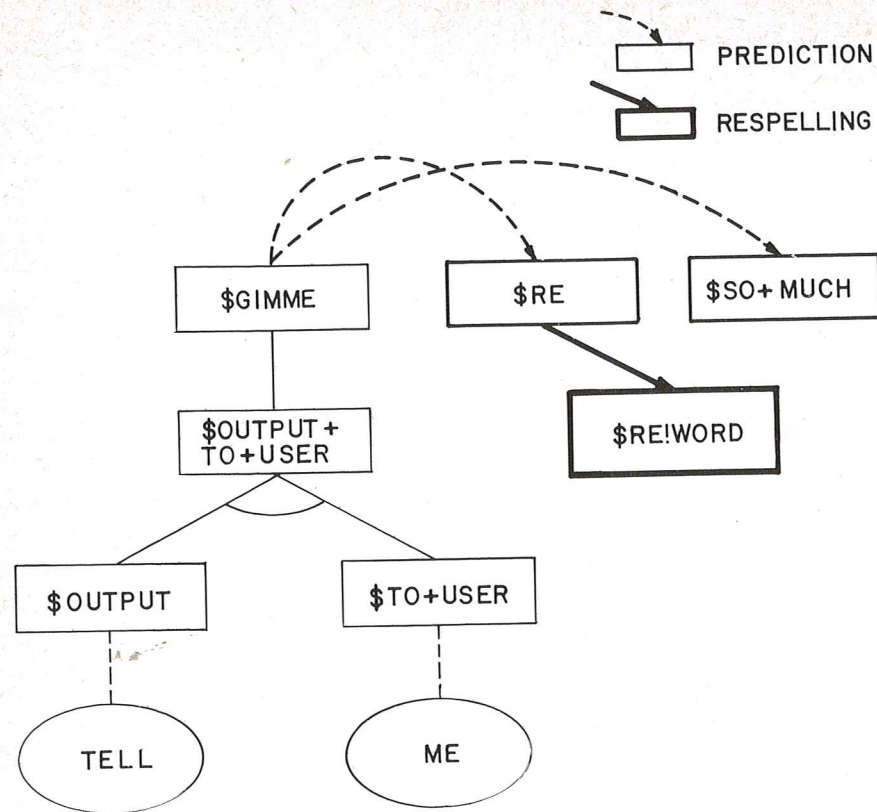 PREDICTION
RESPELLING
$GIMME
$RE
$SO+MUCH
$OUTPUT+
TO+USER
$RE!WORD
$OUTPUT
$TO+USER
TELL
ME